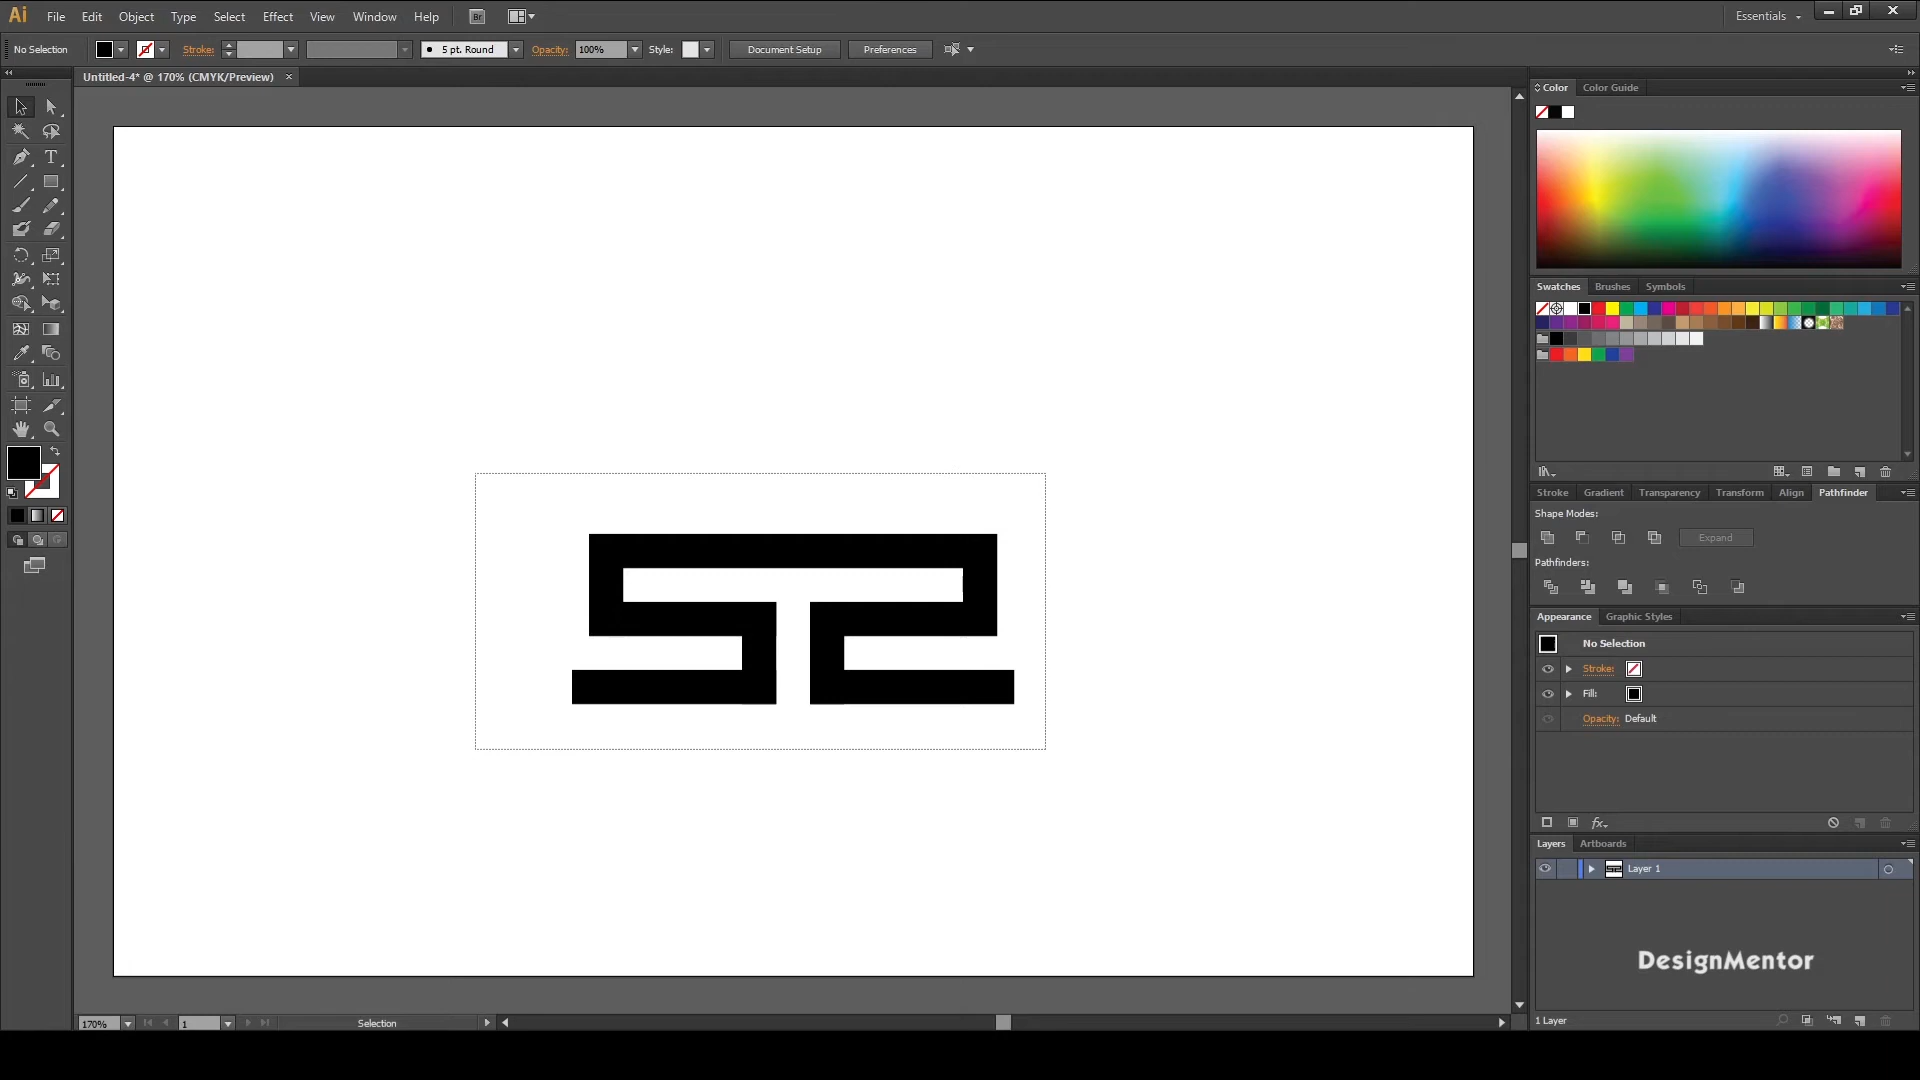 Ai File Edit Object Type Select Effect View Window Help Br Essentials
No Selection Stroke: 5 pt. Round Opacity: 100% Style: Document Setup Preferences
Untitled-4* @ 170% (CMYK/Preview)
Color Color Guide
Swatches Brushes Symbols
Stroke Gradient Transparency Transform Align Pathfinder
Shape Modes:
Expand
Pathfinders:
Appearance Graphic Styles
No Selection
Stroke:
Fill:
Opacity: Default
fx
Layers Artboards
Layer 1
DesignMentor
1 Layer
170% 1 Selection